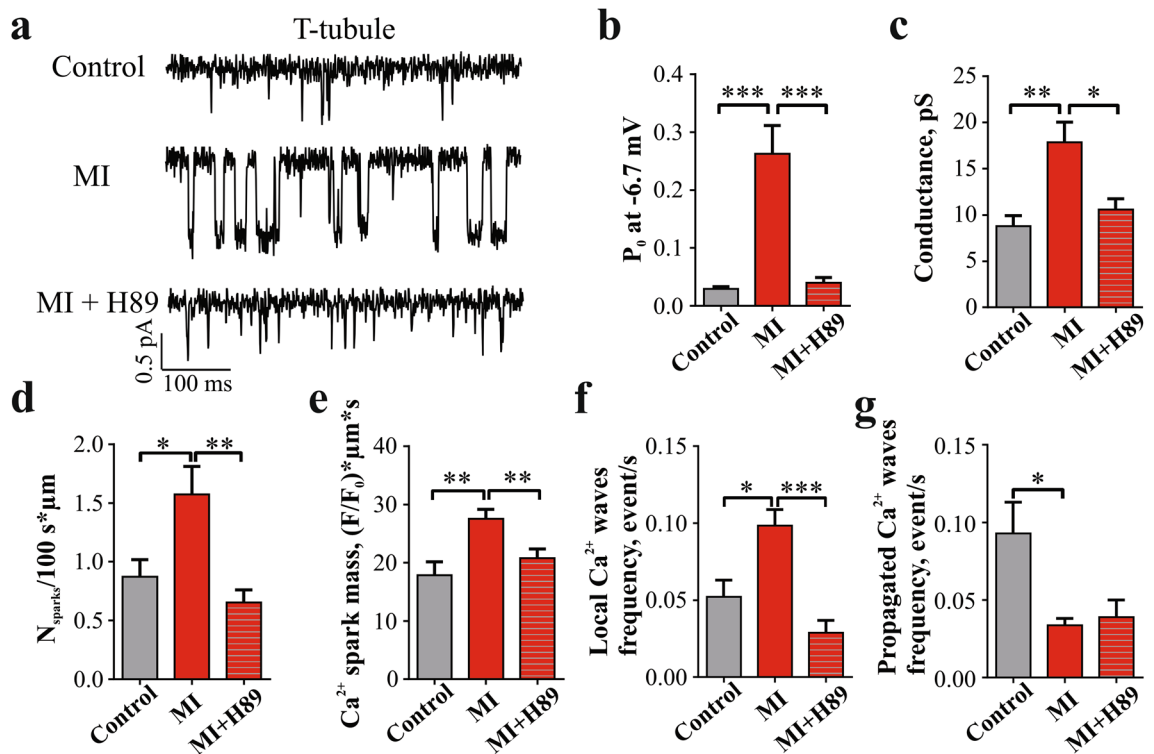 a
T-tubule
Control
MI
MI + H89
0.5 pA
100 ms
b
P₀ at -6.7 mV
0.4
0.3
0.2
0.1
0.0
*** ***
Control
MI
MI+H89
c
Conductance, pS
25
20
15
10
5
0
** *
Control
MI
MI+H89
d
Nsparks/100 s*µm
2.0
1.5
1.0
0.5
0.0
* **
Control
MI
MI+H89
e
Ca²⁺ spark mass, (F/F₀)*µm*s
40
30
20
10
0
** **
Control
MI
MI+H89
f
Local Ca²⁺ waves
frequency, event/s
0.15
0.10
0.05
0.00
* ***
Control
MI
MI+H89
g
Propagated Ca²⁺ waves
frequency, event/s
0.15
0.10
0.05
0.00
*
Control
MI
MI+H89